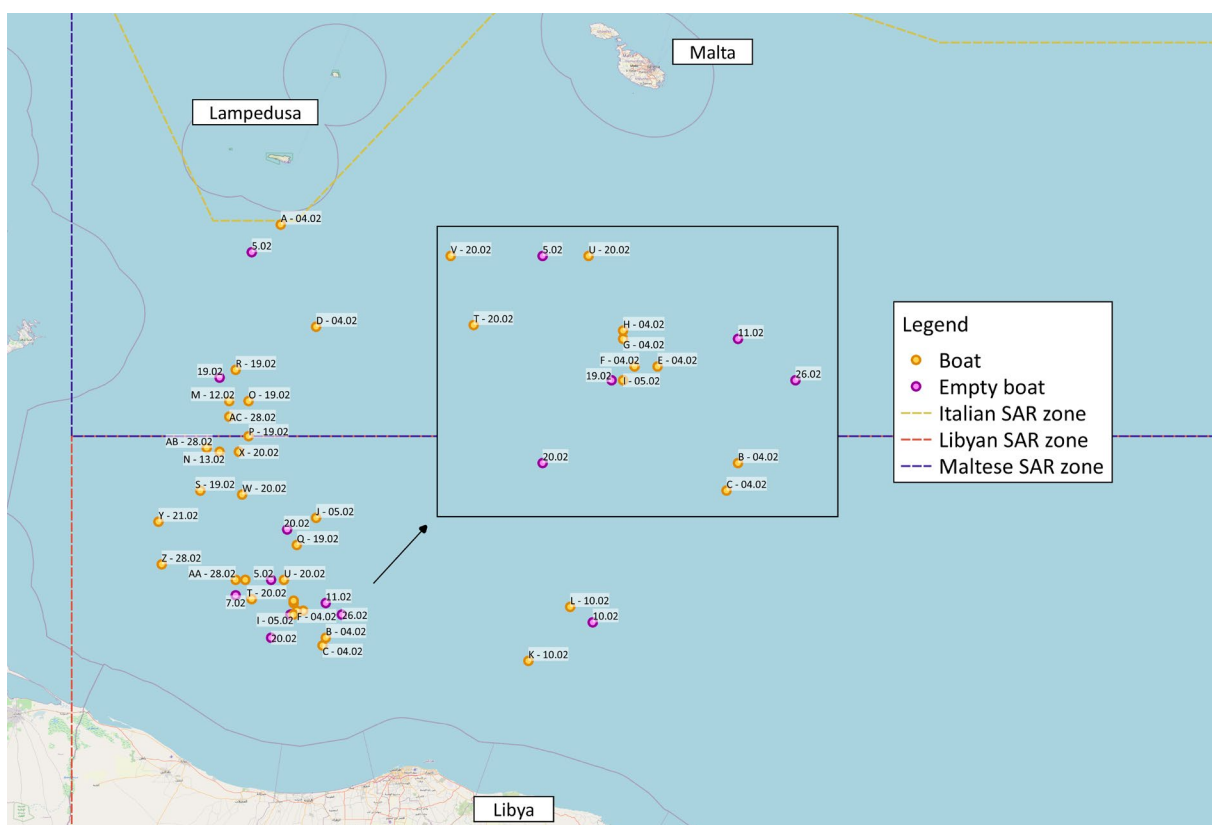 Malta
Lampedusa
A - 04.02
5.02
V - 20.02
5.02
U - 20.02
D - 04.02
T - 20.02
H - 04.02
G - 04.02
11.02
F - 04.02
E - 04.02
19.02
I - 05.02
26.02
20.02
B - 04.02
C - 04.02
Legend
Boat
Empty boat
Italian SAR zone
Libyan SAR zone
Maltese SAR zone
R - 19.02
19.02
M - 12.02
O - 19.02
AC - 28.02
P - 19.02
AB - 28.02
N - 13.02
X - 20.02
S - 19.02
W - 20.02
Y - 21.02
J - 05.02
20.02
Q - 19.02
Z - 28.02
AA - 28.02
5.02
U - 20.02
7.02
T - 20.02
11.02
I - 05.02
F - 04.02
26.02
20.02
B - 04.02
C - 04.02
L - 10.02
10.02
K - 10.02
Libya